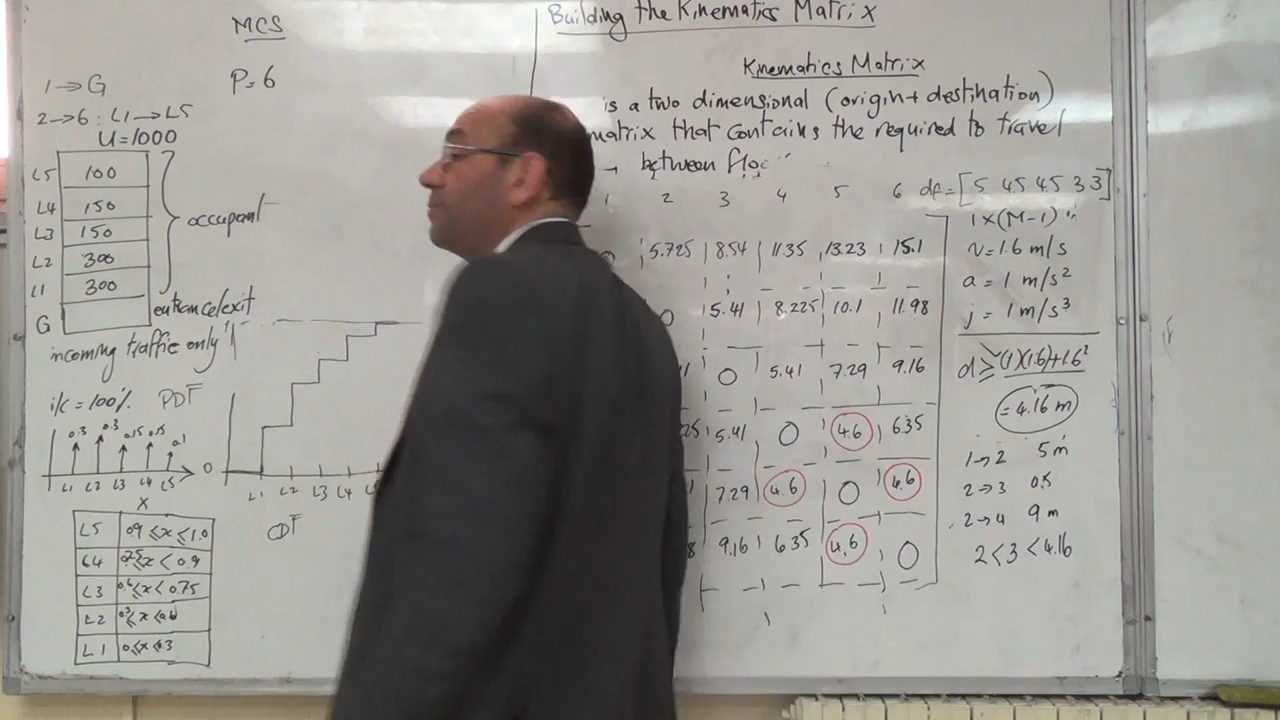 MCS
P=6
1→G
2→6 : L1→L5
U=1000
L5 100
L4 150
L3 150
L2 300
L1 300
G
occupant
entrance/exit
incoming traffic only
i/c = 100% PDF
0.3 0.3 0.15 0.15 0.1
L1 L2 L3 L4 L5
X
0
L1 L2 L3 L4
CDF
L5 0.9 ≤ x ≤ 1.0
L4 0.75 ≤ x < 0.9
L3 0.6 ≤ x < 0.75
L2 0.3 ≤ x
L1 0 ≤ x
Building the Kinematics Matrix
Kinematics Matrix
is a two dimensional (origin+destination)
matrix that contains the required to travel
between
1 2 3 4 5 6
5.725 8.54 11.35 13.23 15.1
0 5.41 8.225 10.1 11.98
0 5.41 7.29 9.16
5.41 0 4.6 6.35
7.29 4.6 0 4.6
9.16 6.35 4.6 0
df=[5 4.5 4.5 3 3]
1×(M-1)
v=1.6 m/s
a = 1 m/s²
j = 1 m/s³
d ≥ (1)(1.6)+1.6²
= 4.16 m
1→2 5m
2→3
2→4 9 m
2 < 3 < 4.16